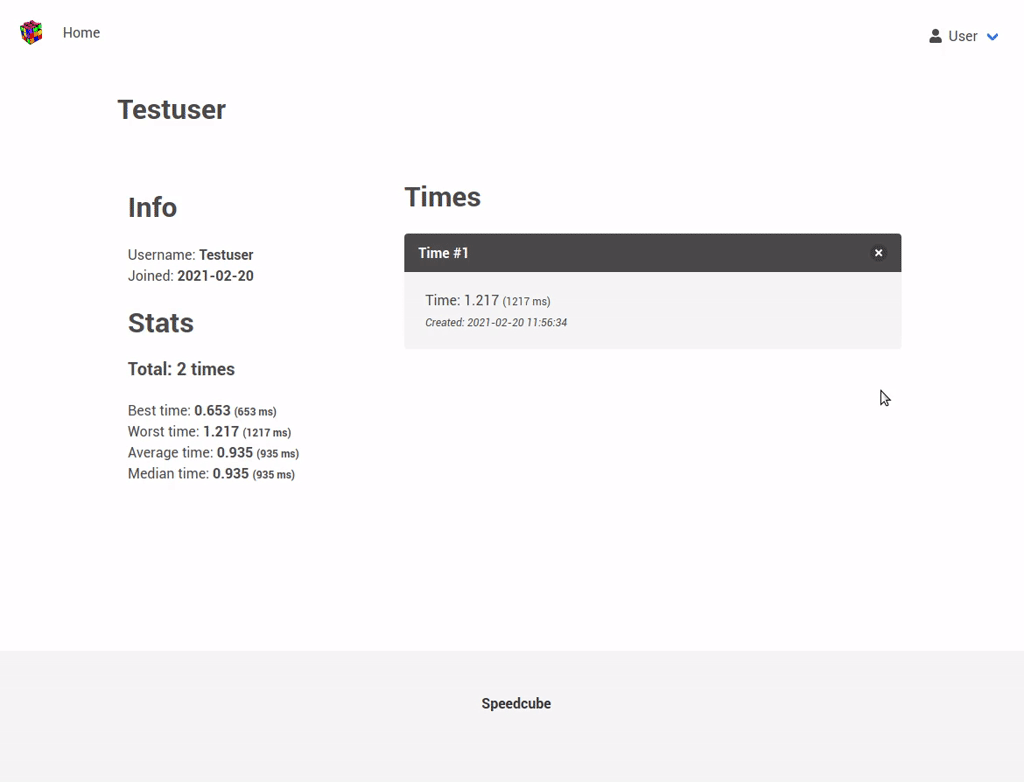 Home
User
Testuser
Info
Username: Testuser
Joined: 2021-02-20
Stats
Total: 2 times
Best time: 0.653 (653 ms)
Worst time: 1.217 (1217 ms)
Average time: 0.935 (935 ms)
Median time: 0.935 (935 ms)
Times
Time #1
Time: 1.217 (1217 ms)
Created: 2021-02-20 11:56:34
Speedcube